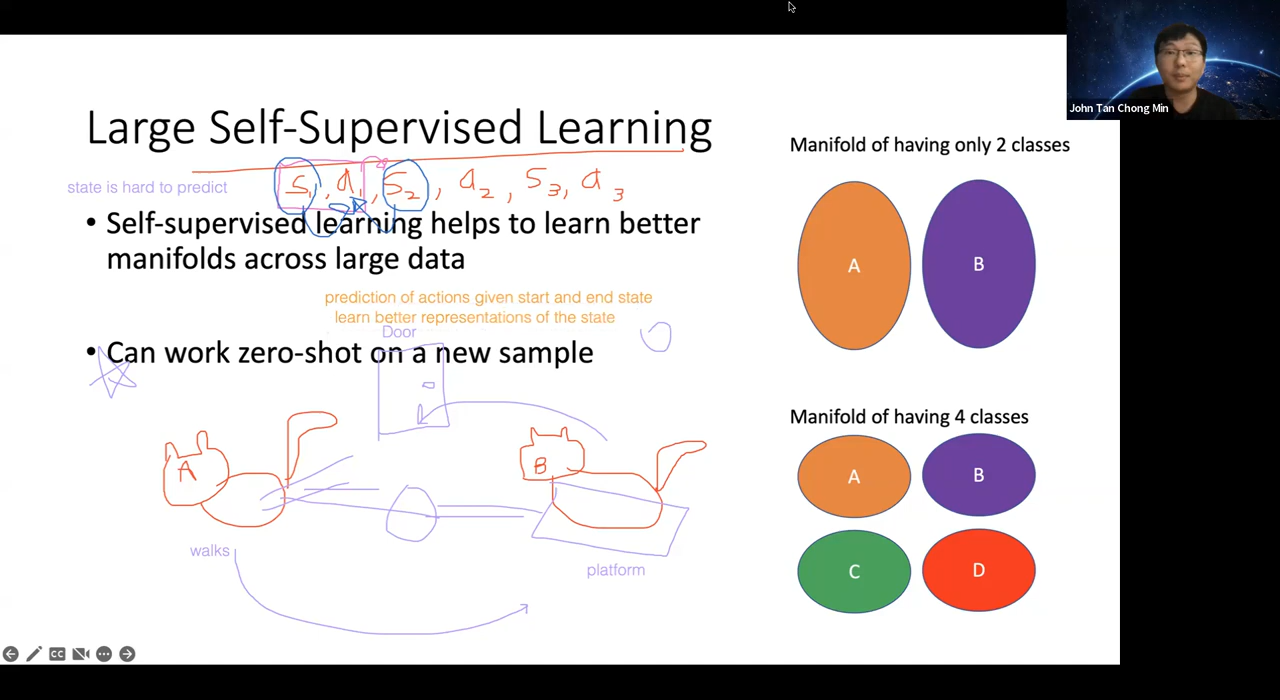 Large Self-Supervised Learning
John Tan Chong Min
Manifold of having only 2 classes
state is hard to predict
S1, a1, S2, a2, S3, a3
• Self-supervised learning helps to learn better
manifolds across large data
A
B
prediction of actions given start and end state
learn better representations of the state
Door
• Can work zero-shot on a new sample
Manifold of having 4 classes
A
B
A
B
walks
platform
C
D
CC